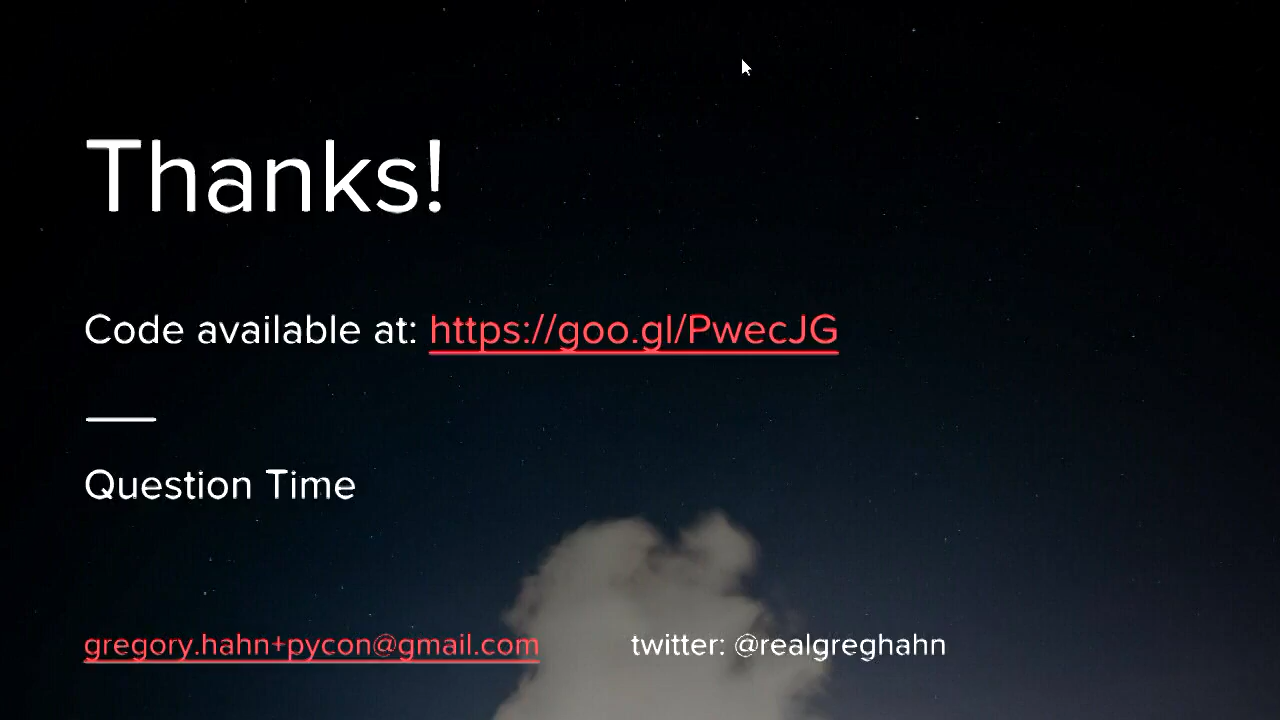 Thanks!
Code available at: https://goo.gl/PwecJG
Question Time
gregory.hahn+pycon@gmail.com
twitter: @realgreghahn